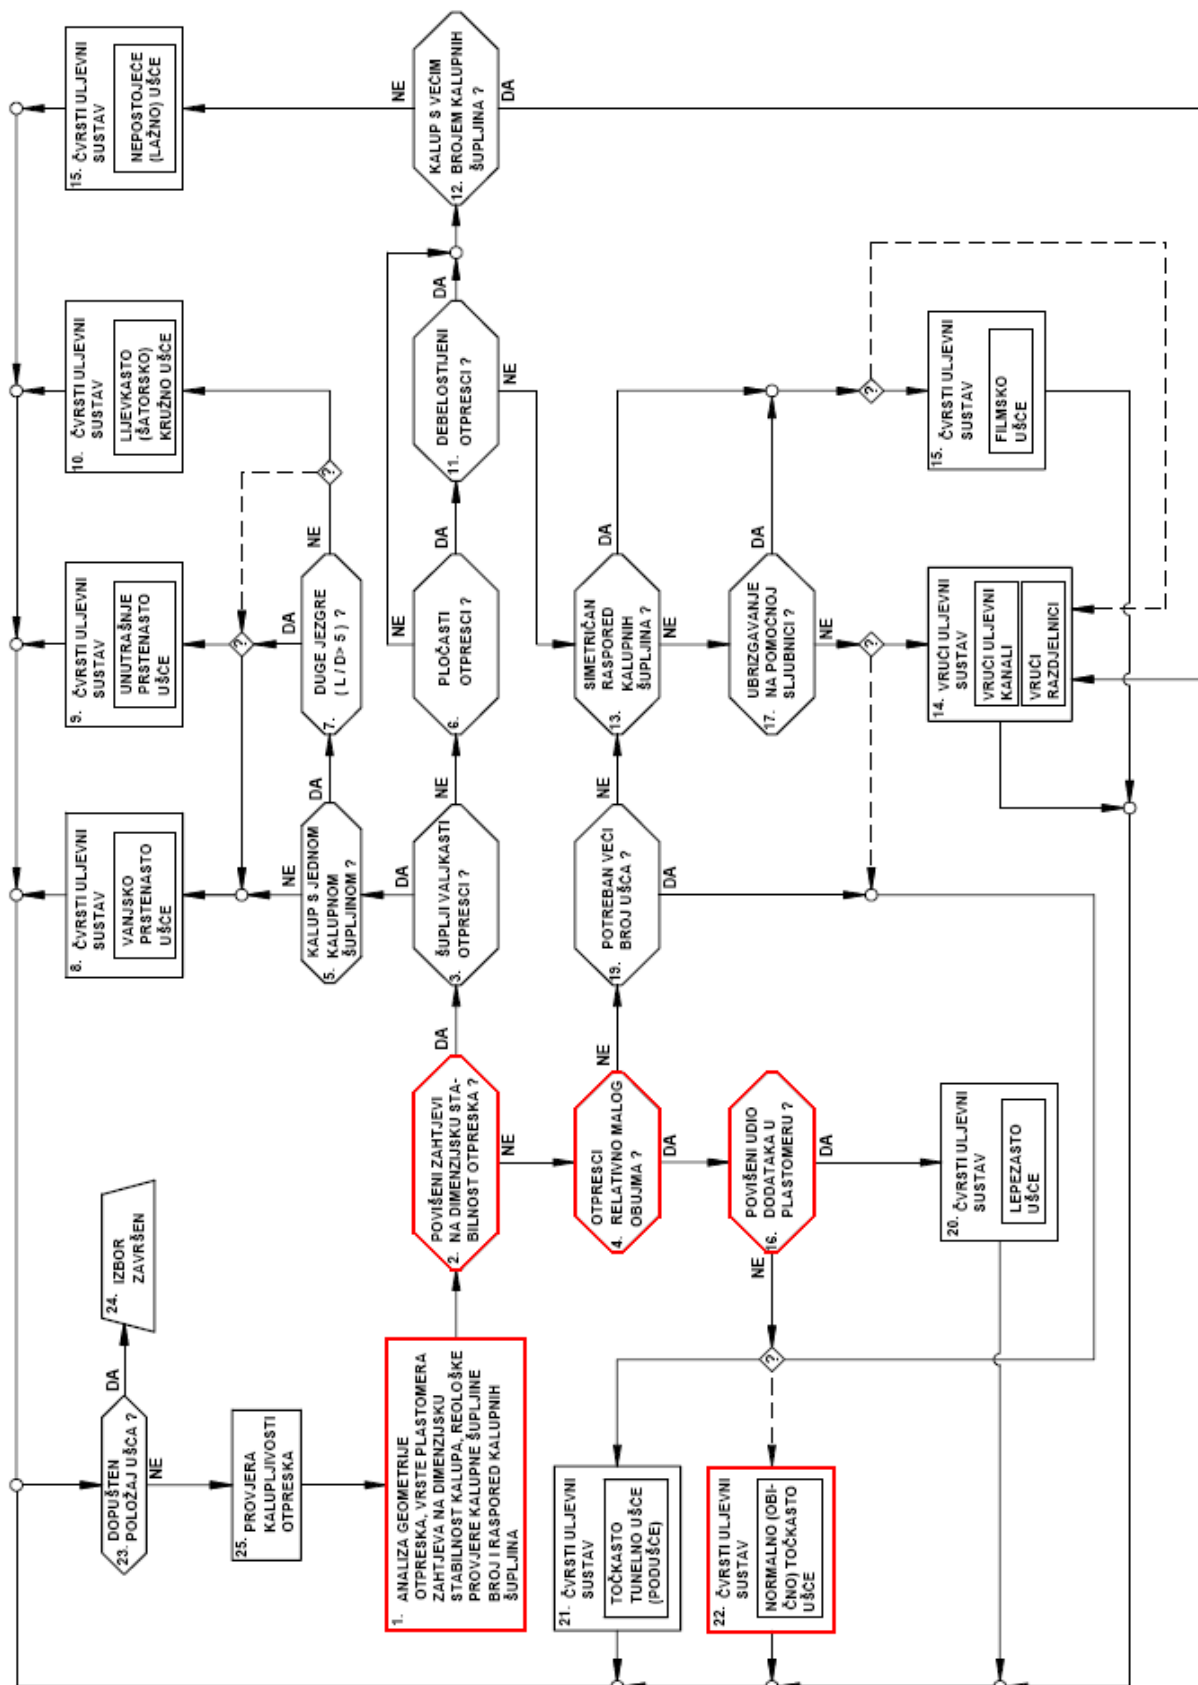 1. ANALIZA GEOMETRIJE
OTPRESKA, VRSTE PLASTOMERA
ZAHTJEVA NA DIMENZIJSKU
STABILNOST KALUPA, REOLOŠKE
PROVJERE KALUPNE ŠUPLJINE
BROJ I RASPORED KALUPNIH
ŠUPLJINA
POVIŠENI ZAHTJEVI
2. NA DIMENZIJSKU STA-
BILNOST OTPRESKA ?
DA
NE
ŠUPLJI VALJKASTI
3. OTPRESCI ?
DA
NE
OTPRESCI
4. RELATIVNO MALOG
OBUJMA ?
NE
DA
KALUP S JEDNOM
5. KALUPNOM
ŠUPLJINOM ?
NE
DA
PLOČASTI
6. OTPRESCI ?
NE
DA
DUGE JEZGRE
7. ( L / D> 5 ) ?
DA
NE
?
?
8. ČVRSTI ULJEVNI
SUSTAV
VANJSKO
PRSTENASTO
UŠĆE
9. ČVRSTI ULJEVNI
SUSTAV
UNUTRAŠNJE
PRSTENASTO
UŠĆE
10. ČVRSTI ULJEVNI
SUSTAV
LIJEVKASTO
(ŠATORSKO)
KRUŽNO UŠĆE
DEBELOSTIJENI
11. OTPRESCI ?
DA
NE
KALUP S VEĆIM
12. BROJEM KALUPNIH
ŠUPLJINA ?
NE
DA
15. ČVRSTI ULJEVNI
SUSTAV
NEPOSTOJEĆE
(LAŽNO) UŠĆE
SIMETRIČAN
RASPORED
13. KALUPNIH
ŠUPLJINA ?
DA
NE
14. VRUĆI ULJEVNI
SUSTAV
VRUĆI ULJEVNI
KANALI
VRUĆI
RAZDJELNICI
15. ČVRSTI ULJEVNI
SUSTAV
FILMSKO
UŠĆE
?
POVIŠENI UDIO
DODATAKA U
16. PLASTOMERU ?
NE
DA
UBRIZGAVANJE
NA POMOĆNOJ
17. SLJUBNICI ?
DA
NE
?
POTREBAN VEĆI
19. BROJ UŠĆA ?
NE
DA
20. ČVRSTI ULJEVNI
SUSTAV
LEPEZASTO
UŠĆE
?
21. ČVRSTI ULJEVNI
SUSTAV
TOČKASTO
TUNELNO UŠĆE
(PODUŠĆE)
22. ČVRSTI ULJEVNI
SUSTAV
NORMALNO (OBI-
ČNO) TOČKASTO
UŠĆE
DOPUŠTEN
23. POLOŽAJ UŠĆA ?
DA
NE
24. IZBOR
ZAVRŠEN
25. PROVJERA
KALUPLJIVOSTI
OTPRESKA